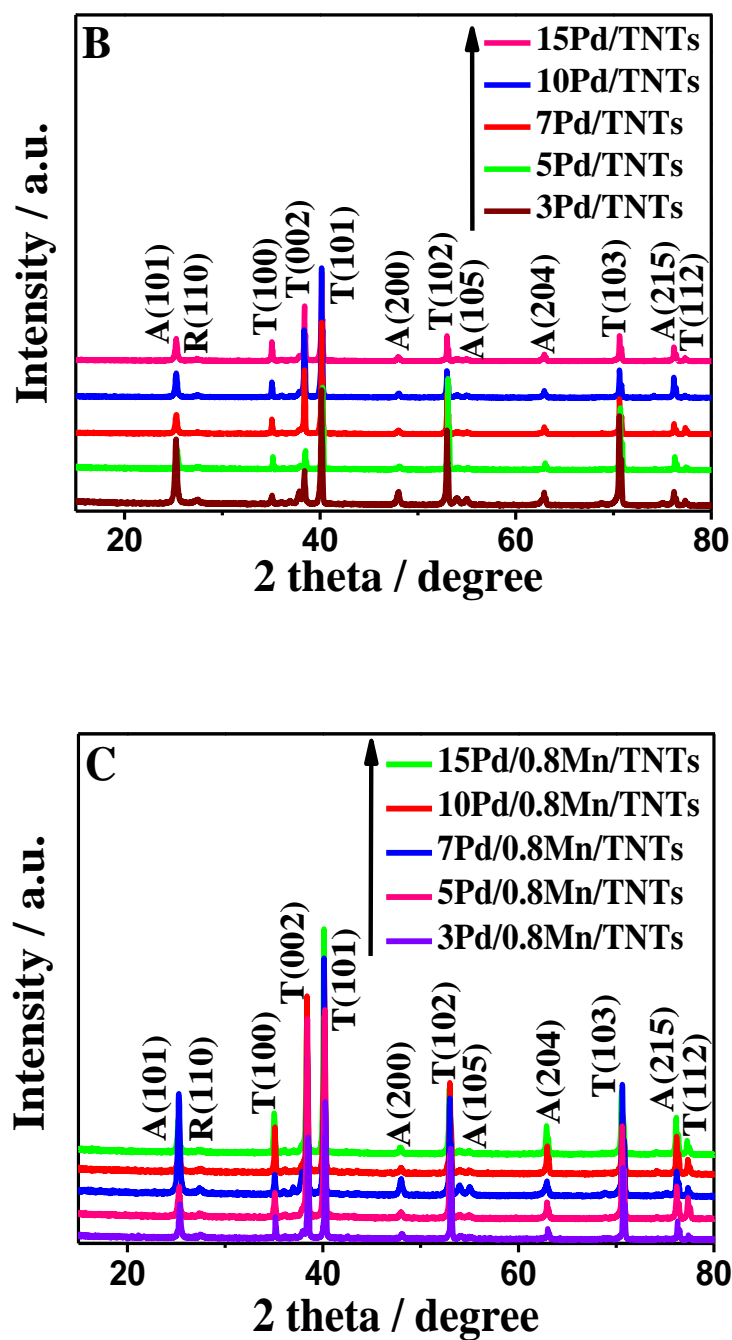 B
15Pd/TNTs
10Pd/TNTs
7Pd/TNTs
5Pd/TNTs
3Pd/TNTs
Intensity / a.u.
A(101)
R(110)
T(100)
T(002)
T(101)
A(200)
T(102)
A(105)
A(204)
T(103)
A(215)
T(112)
20 40 60 80
2 theta / degree
C
15Pd/0.8Mn/TNTs
10Pd/0.8Mn/TNTs
7Pd/0.8Mn/TNTs
5Pd/0.8Mn/TNTs
3Pd/0.8Mn/TNTs
Intensity / a.u.
A(101)
R(110)
T(100)
T(002)
T(101)
A(200)
T(102)
A(105)
A(204)
T(103)
A(215)
T(112)
20 40 60 80
2 theta / degree